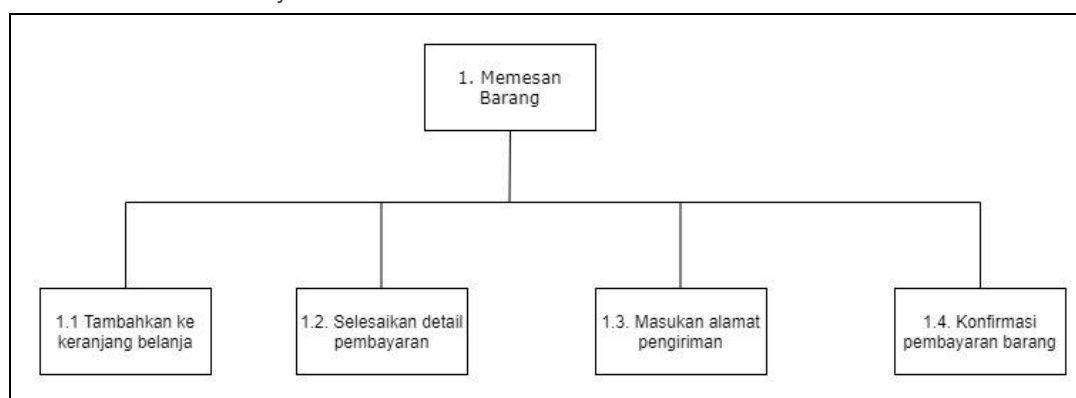 1. Memesan
Barang
1.1 Tambahkan ke
keranjang belanja
1.2. Selesaikan detail
pembayaran
1.3. Masukan alamat
pengiriman
1.4. Konfirmasi
pembayaran barang